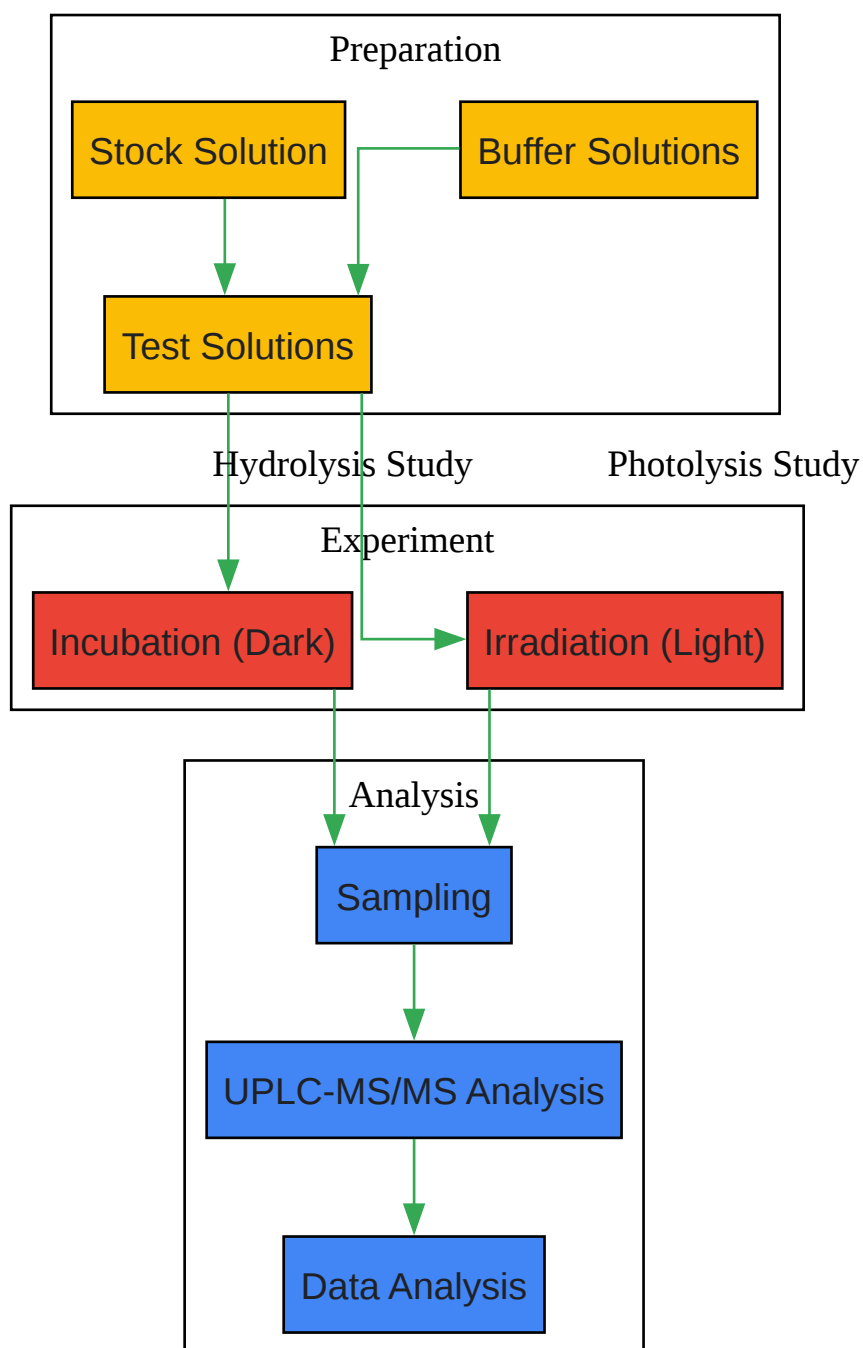 Preparation
Stock Solution
Buffer Solutions
Test Solutions
Hydrolysis Study
Photolysis Study
Experiment
Incubation (Dark)
Irradiation (Light)
Analysis
Sampling
UPLC-MS/MS Analysis
Data Analysis